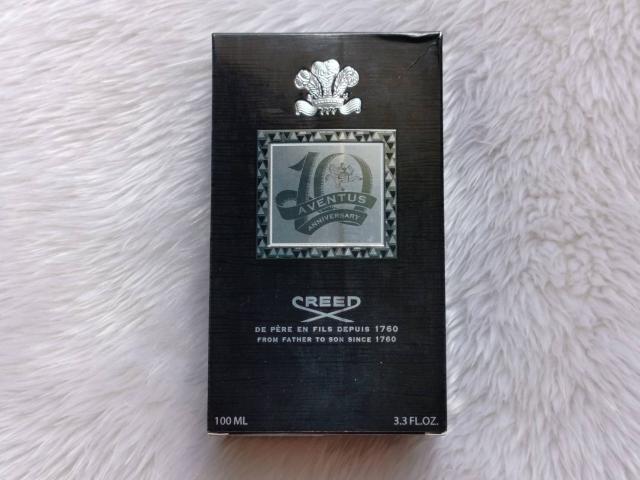 10
AVENTUS
ANNIVERSARY
CREED
DE PÈRE EN FILS DEPUIS 1760
FROM FATHER TO SON SINCE 1760
100 ML 3.3 FL.OZ.